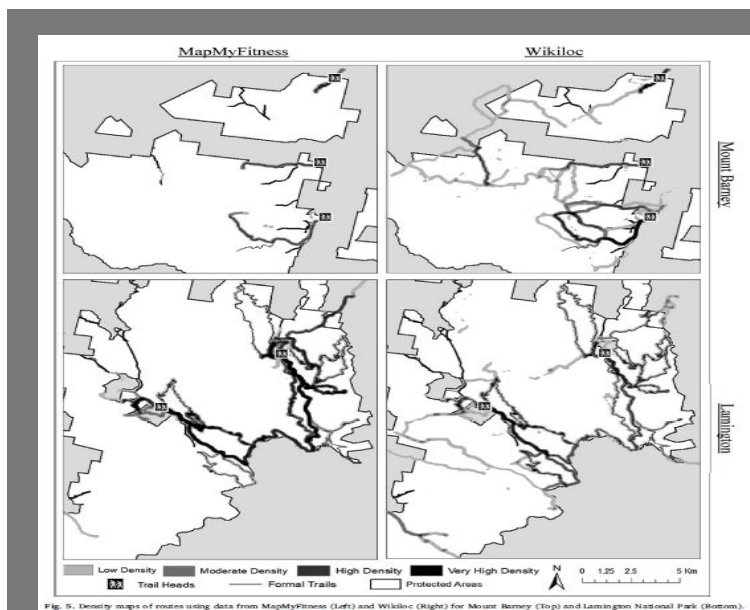 MapMyFitness
Wikiloc
Mount Barney
Lamington
Low Density
Moderate Density
High Density
Very High Density
N
0 1.25 2.5 5 Km
Trail Heads
Formal Trails
Protected Areas
Fig. 5. Density maps of routes using data from MapMyFitness (Left) and Wikiloc (Right) for Mount Barney (Top) and Lamington National Park (Bottom).